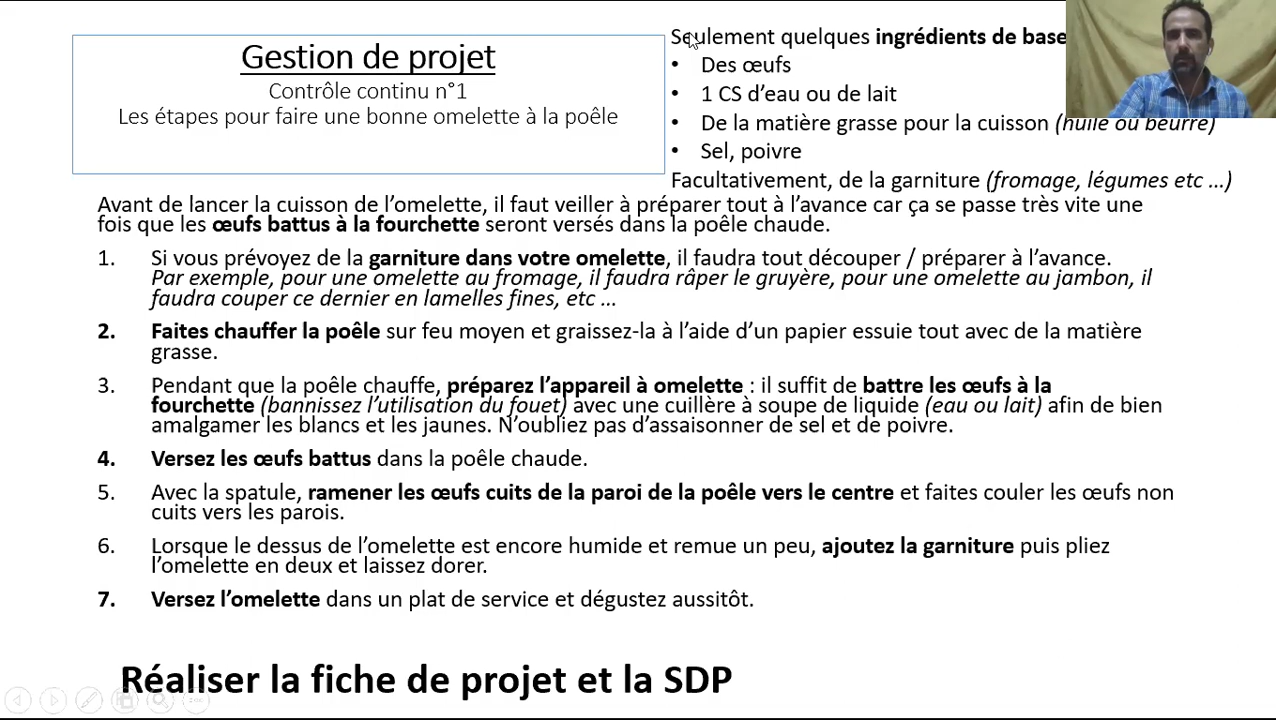 Gestion de projet
Contrôle continu n°1
Les étapes pour faire une bonne omelette à la poêle
Seulement quelques ingrédients de base
• Des œufs
• 1 CS d’eau ou de lait
• De la matière grasse pour la cuisson (huile ou beurre)
• Sel, poivre
Facultativement, de la garniture (fromage, légumes etc …)
Avant de lancer la cuisson de l’omelette, il faut veiller à préparer tout à l’avance car ça se passe très vite une
fois que les œufs battus à la fourchette seront versés dans la poêle chaude.
1. Si vous prévoyez de la garniture dans votre omelette, il faudra tout découper / préparer à l’avance.
Par exemple, pour une omelette au fromage, il faudra râper le gruyère, pour une omelette au jambon, il
faudra couper ce dernier en lamelles fines, etc …
2. Faites chauffer la poêle sur feu moyen et graissez-la à l’aide d’un papier essuie tout avec de la matière
grasse.
3. Pendant que la poêle chauffe, préparez l’appareil à omelette : il suffit de battre les œufs à la
fourchette (bannissez l’utilisation du fouet) avec une cuillère à soupe de liquide (eau ou lait) afin de bien
amalgamer les blancs et les jaunes. N’oubliez pas d’assaisonner de sel et de poivre.
4. Versez les œufs battus dans la poêle chaude.
5. Avec la spatule, ramener les œufs cuits de la paroi de la poêle vers le centre et faites couler les œufs non
cuits vers les parois.
6. Lorsque le dessus de l’omelette est encore humide et remue un peu, ajoutez la garniture puis pliez
l’omelette en deux et laissez dorer.
7. Versez l’omelette dans un plat de service et dégustez aussitôt.
Réaliser la fiche de projet et la SDP